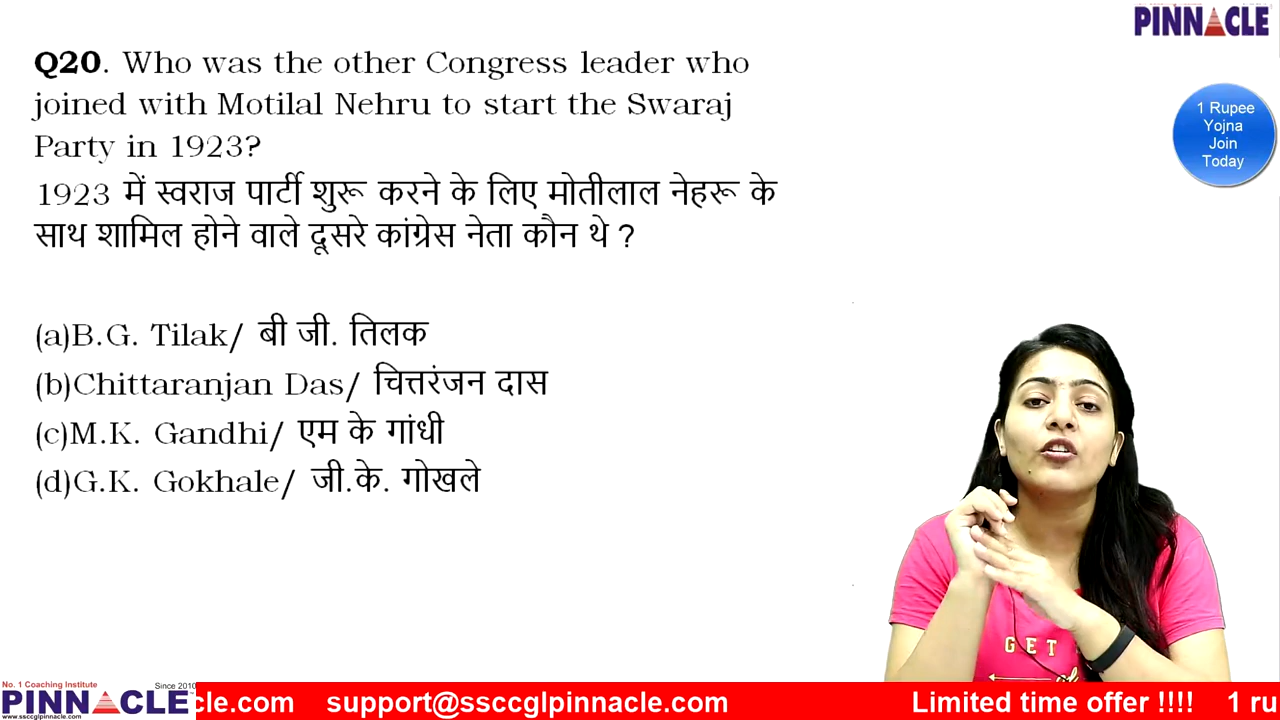 PINNACLE
Q20. Who was the other Congress leader who
joined with Motilal Nehru to start the Swaraj
Party in 1923?
1923 में स्वराज पार्टी शुरू करने के लिए मोतीलाल नेहरू के
साथ शामिल होने वाले दूसरे कांग्रेस नेता कौन थे ?
1 Rupee
Yojna
Join
Today
(a)B.G. Tilak/ बी जी. तिलक
(b)Chittaranjan Das/ चित्तरंजन दास
(c)M.K. Gandhi/ एम के गांधी
(d)G.K. Gokhale/ जी.के. गोखले
GET
No. 1 Coaching Institute Since 2010
PINNACLE
www.ssccglpinnacle.com
cle.com support@ssccglpinnacle.com Limited time offer !!!! 1 ru